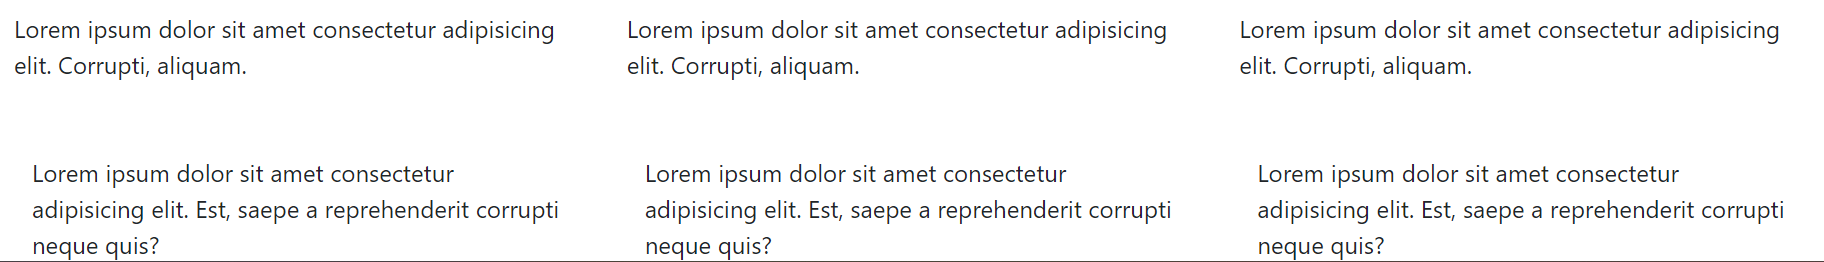 Lorem ipsum dolor sit amet consectetur adipisicing
elit. Corrupti, aliquam.
Lorem ipsum dolor sit amet consectetur adipisicing
elit. Corrupti, aliquam.
Lorem ipsum dolor sit amet consectetur adipisicing
elit. Corrupti, aliquam.
Lorem ipsum dolor sit amet consectetur
adipisicing elit. Est, saepe a reprehenderit corrupti
neque quis?
Lorem ipsum dolor sit amet consectetur
adipisicing elit. Est, saepe a reprehenderit corrupti
neque quis?
Lorem ipsum dolor sit amet consectetur
adipisicing elit. Est, saepe a reprehenderit corrupti
neque quis?